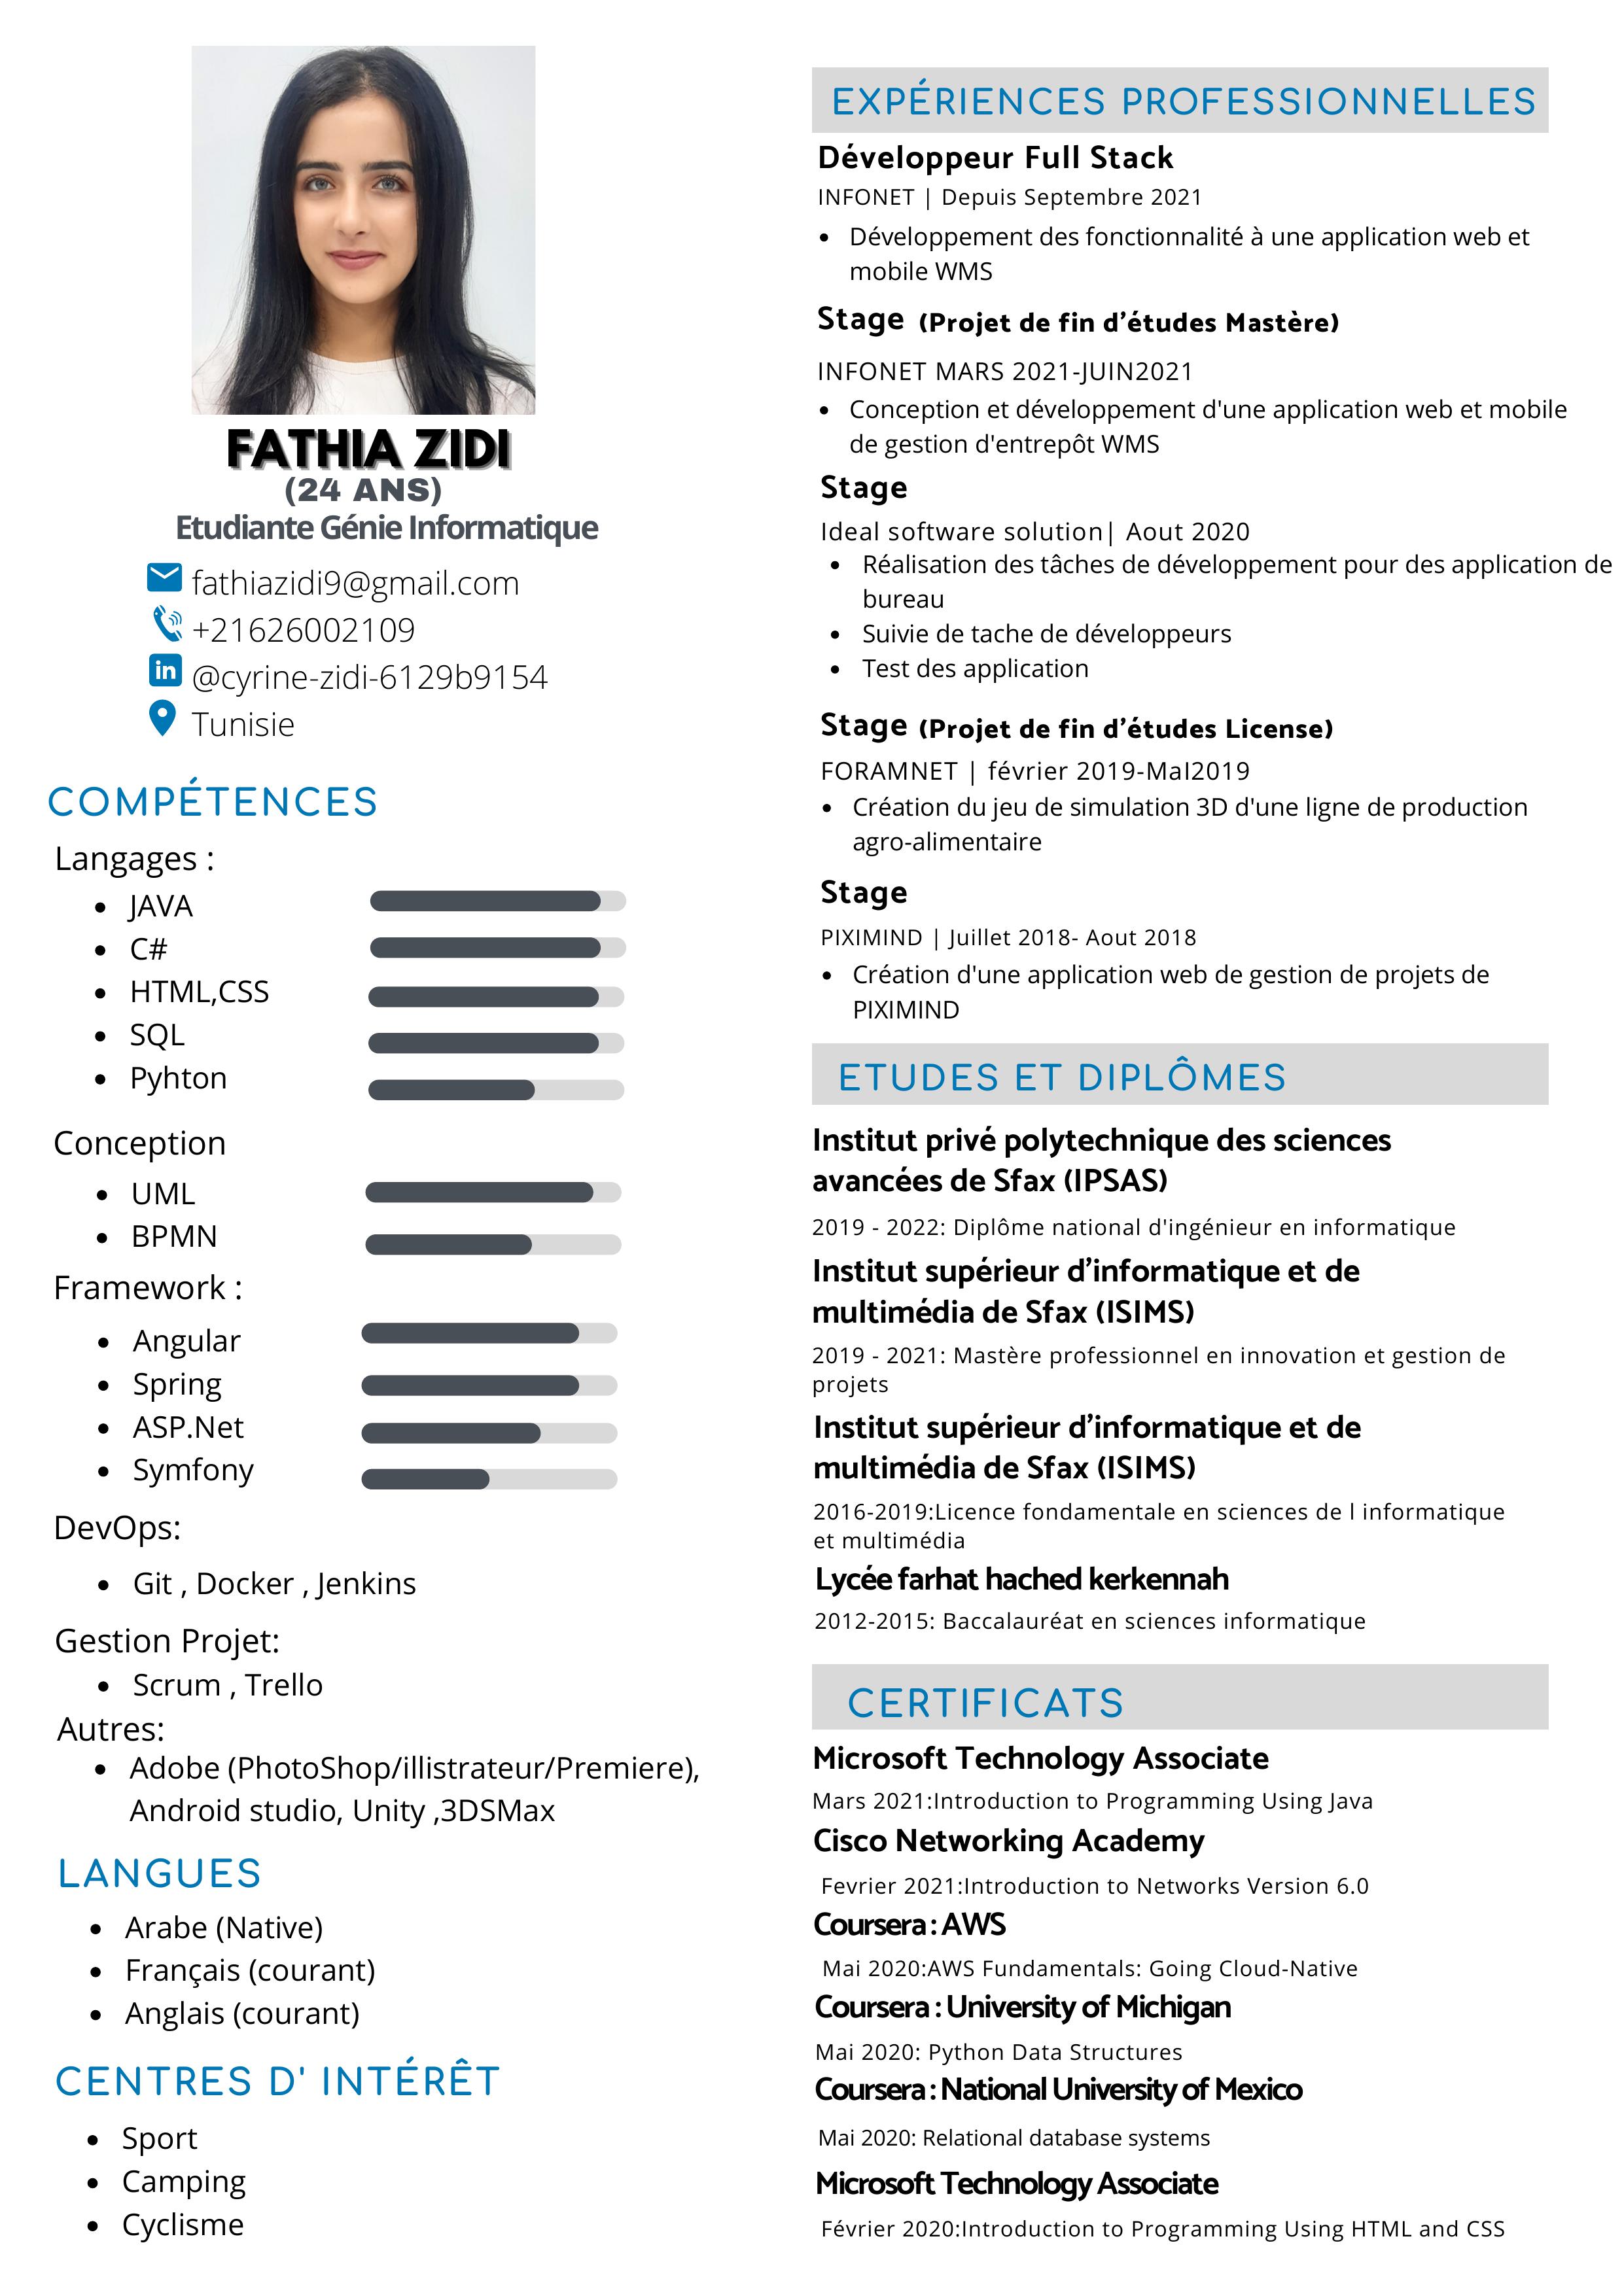 FATHIA ZIDI
(24 ANS)
Etudiante Génie Informatique
fathiazidi9@gmail.com
+21626002109
in @cyrine-zidi-6129b9154
Tunisie
COMPÉTENCES
Langages :
• JAVA
• C#
• HTML,CSS
• SQL
• Pyhton
Conception
• UML
• BPMN
Framework :
• Angular
• Spring
• ASP.Net
• Symfony
DevOps:
• Git , Docker , Jenkins
Gestion Projet:
• Scrum , Trello
Autres:
• Adobe (PhotoShop/illistrateur/Premiere),
Android studio, Unity ,3DSMax
LANGUES
• Arabe (Native)
• Français (courant)
• Anglais (courant)
CENTRES D' INTÉRÊT
• Sport
• Camping
• Cyclisme
EXPÉRIENCES PROFESSIONNELLES
Développeur Full Stack
INFONET | Depuis Septembre 2021
• Développement des fonctionnalité à une application web et
mobile WMS
Stage (Projet de fin d'études Mastère)
INFONET MARS 2021-JUIN2021
• Conception et développement d'une application web et mobile
de gestion d'entrepôt WMS
Stage
Ideal software solution| Aout 2020
• Réalisation des tâches de développement pour des application de
bureau
• Suivie de tache de développeurs
• Test des application
Stage (Projet de fin d'études License)
FORAMNET | février 2019-MaI2019
• Création du jeu de simulation 3D d'une ligne de production
agro-alimentaire
Stage
PIXIMIND | Juillet 2018- Aout 2018
• Création d'une application web de gestion de projets de
PIXIMIND
ETUDES ET DIPLÔMES
Institut privé polytechnique des sciences
avancées de Sfax (IPSAS)
2019 - 2022: Diplôme national d'ingénieur en informatique
Institut supérieur d'informatique et de
multimédia de Sfax (ISIMS)
2019 - 2021: Mastère professionnel en innovation et gestion de
projets
Institut supérieur d'informatique et de
multimédia de Sfax (ISIMS)
2016-2019:Licence fondamentale en sciences de l informatique
et multimédia
Lycée farhat hached kerkennah
2012-2015: Baccalauréat en sciences informatique
CERTIFICATS
Microsoft Technology Associate
Mars 2021:Introduction to Programming Using Java
Cisco Networking Academy
Fevrier 2021:Introduction to Networks Version 6.0
Coursera : AWS
Mai 2020:AWS Fundamentals: Going Cloud-Native
Coursera : University of Michigan
Mai 2020: Python Data Structures
Coursera : National University of Mexico
Mai 2020: Relational database systems
Microsoft Technology Associate
Février 2020:Introduction to Programming Using HTML and CSS